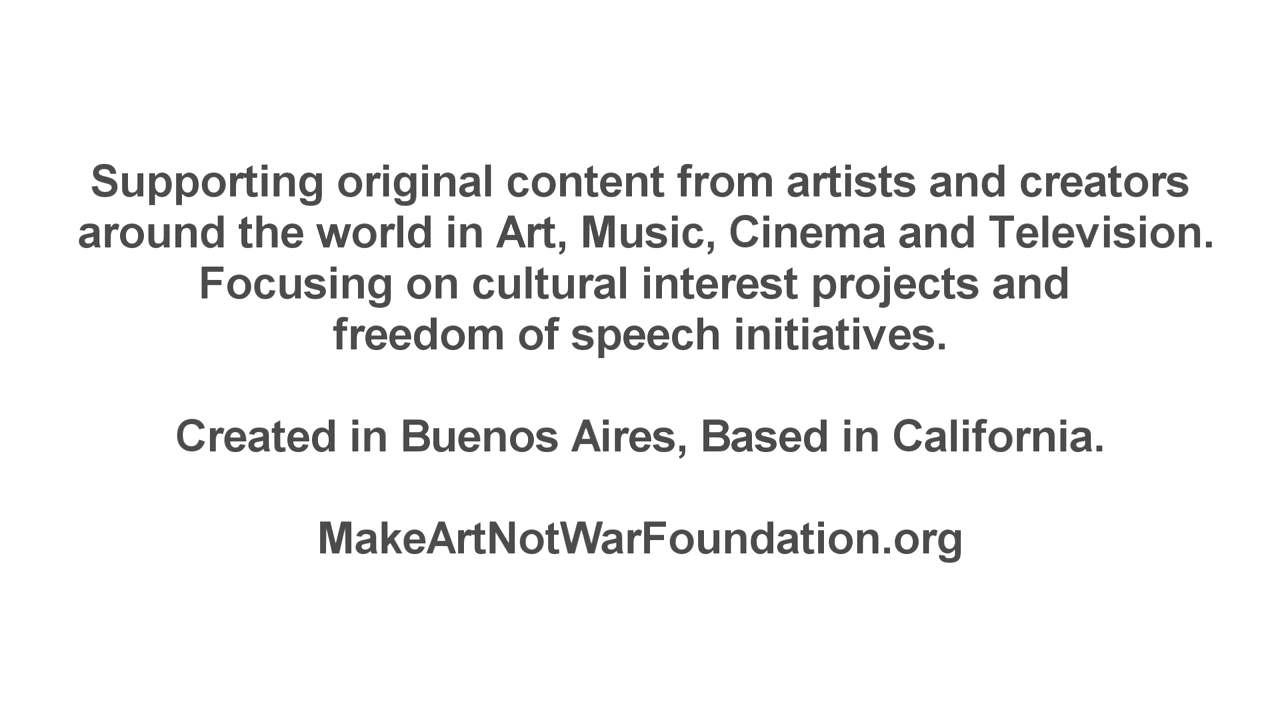 Supporting original content from artists and creators
around the world in Art, Music, Cinema and Television.
Focusing on cultural interest projects and
freedom of speech initiatives.
Created in Buenos Aires, Based in California.
MakeArtNotWarFoundation.org